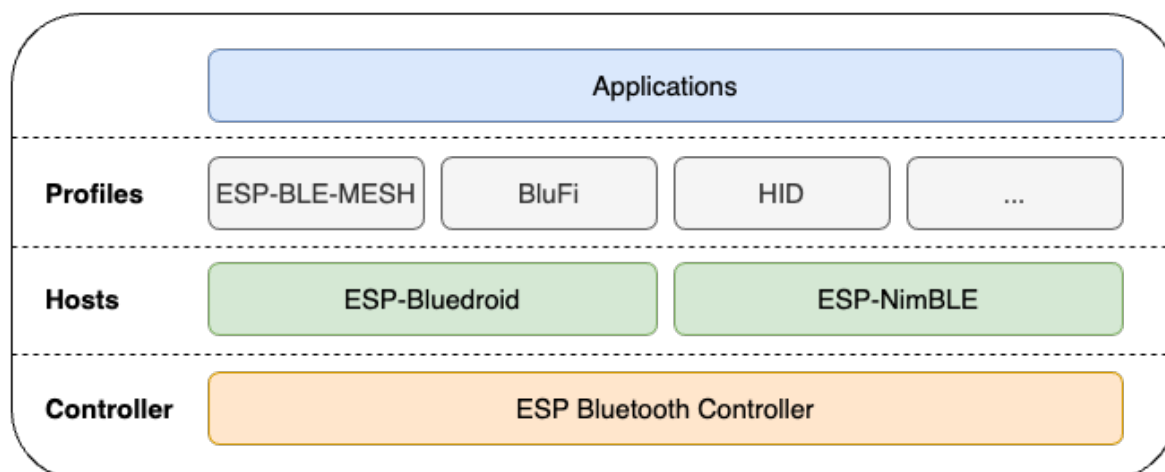 Applications
Profiles
ESP-BLE-MESH
BluFi
HID
...
Hosts
ESP-Bluedroid
ESP-NimBLE
Controller
ESP Bluetooth Controller